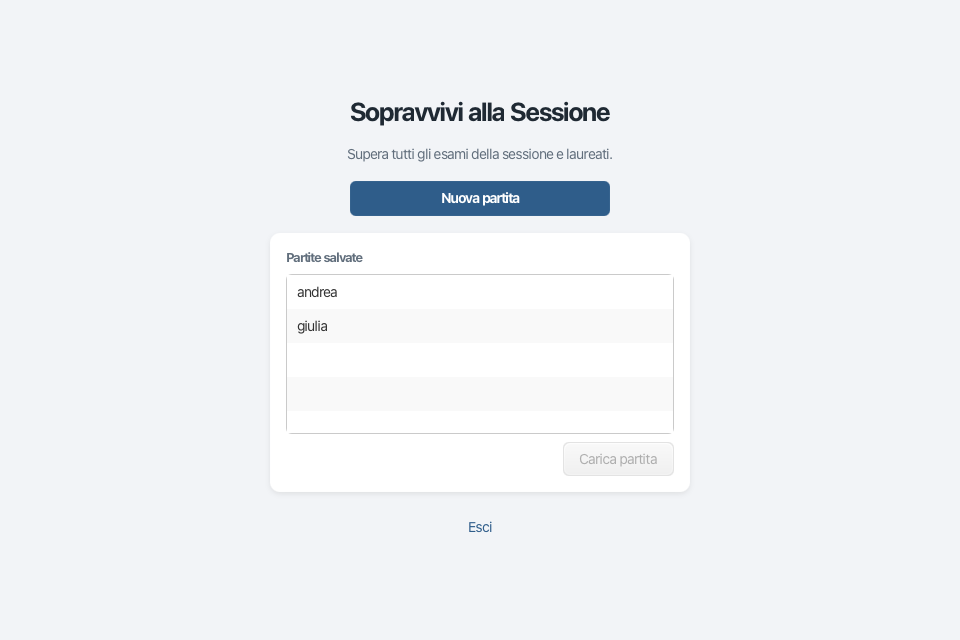 Sopravvivi alla Sessione
Supera tutti gli esami della sessione e laureati.
Nuova partita
Partite salvate
andrea
giulia
Carica partita
Esci